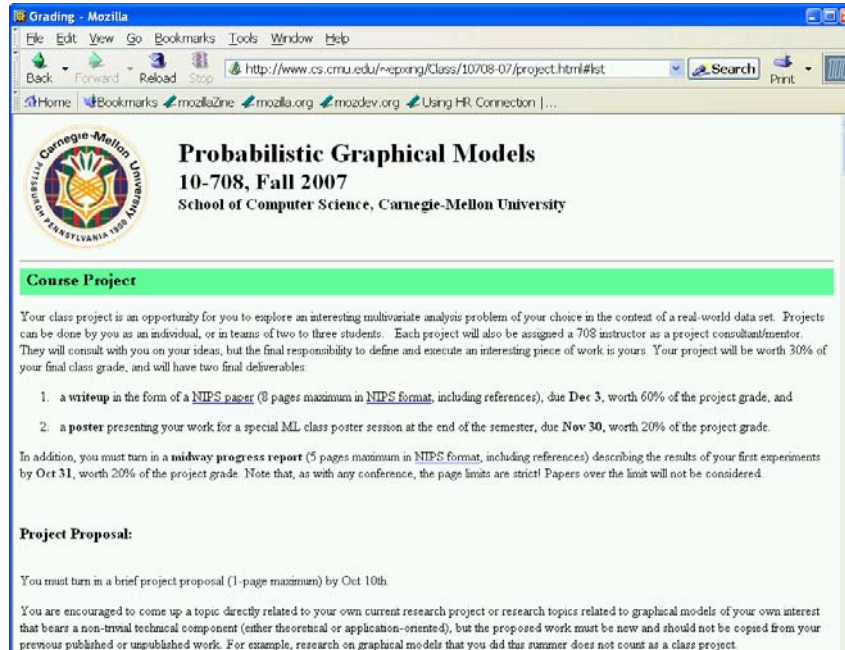 Grading - Mozilla
File Edit View Go Bookmarks Tools Window Help
Back Forward Reload Stop http://www.cs.cmu.edu/~epxing/Class/10708-07/project.html#list Search Print
Home Bookmarks mozillaZine mozilla.org mozdev.org Using HR Connection |...
Carnegie-Mellon University
PITTSBURGH PENNSYLVANIA 1900
Probabilistic Graphical Models
10-708, Fall 2007
School of Computer Science, Carnegie-Mellon University
Course Project
Your class project is an opportunity for you to explore an interesting multivariate analysis problem of your choice in the context of a real-world data set. Projects
can be done by you as an individual, or in teams of two to three students. Each project will also be assigned a 708 instructor as a project consultant/mentor.
They will consult with you on your ideas, but the final responsibility to define and execute an interesting piece of work is yours. Your project will be worth 30% of
your final class grade, and will have two final deliverables:
1. a writeup in the form of a NIPS paper (8 pages maximum in NIPS format, including references), due Dec 3, worth 60% of the project grade, and
2. a poster presenting your work for a special ML class poster session at the end of the semester, due Nov 30, worth 20% of the project grade.
In addition, you must turn in a midway progress report (5 pages maximum in NIPS format, including references) describing the results of your first experiments
by Oct 31, worth 20% of the project grade. Note that, as with any conference, the page limits are strict! Papers over the limit will not be considered.
Project Proposal:
You must turn in a brief project proposal (1-page maximum) by Oct 10th.
You are encouraged to come up a topic directly related to your own current research project or research topics related to graphical models of your own interest
that bears a non-trivial technical component (either theoretical or application-oriented), but the proposed work must be new and should not be copied from your
previous published or unpublished work. For example, research on graphical models that you did this summer does not count as a class project.